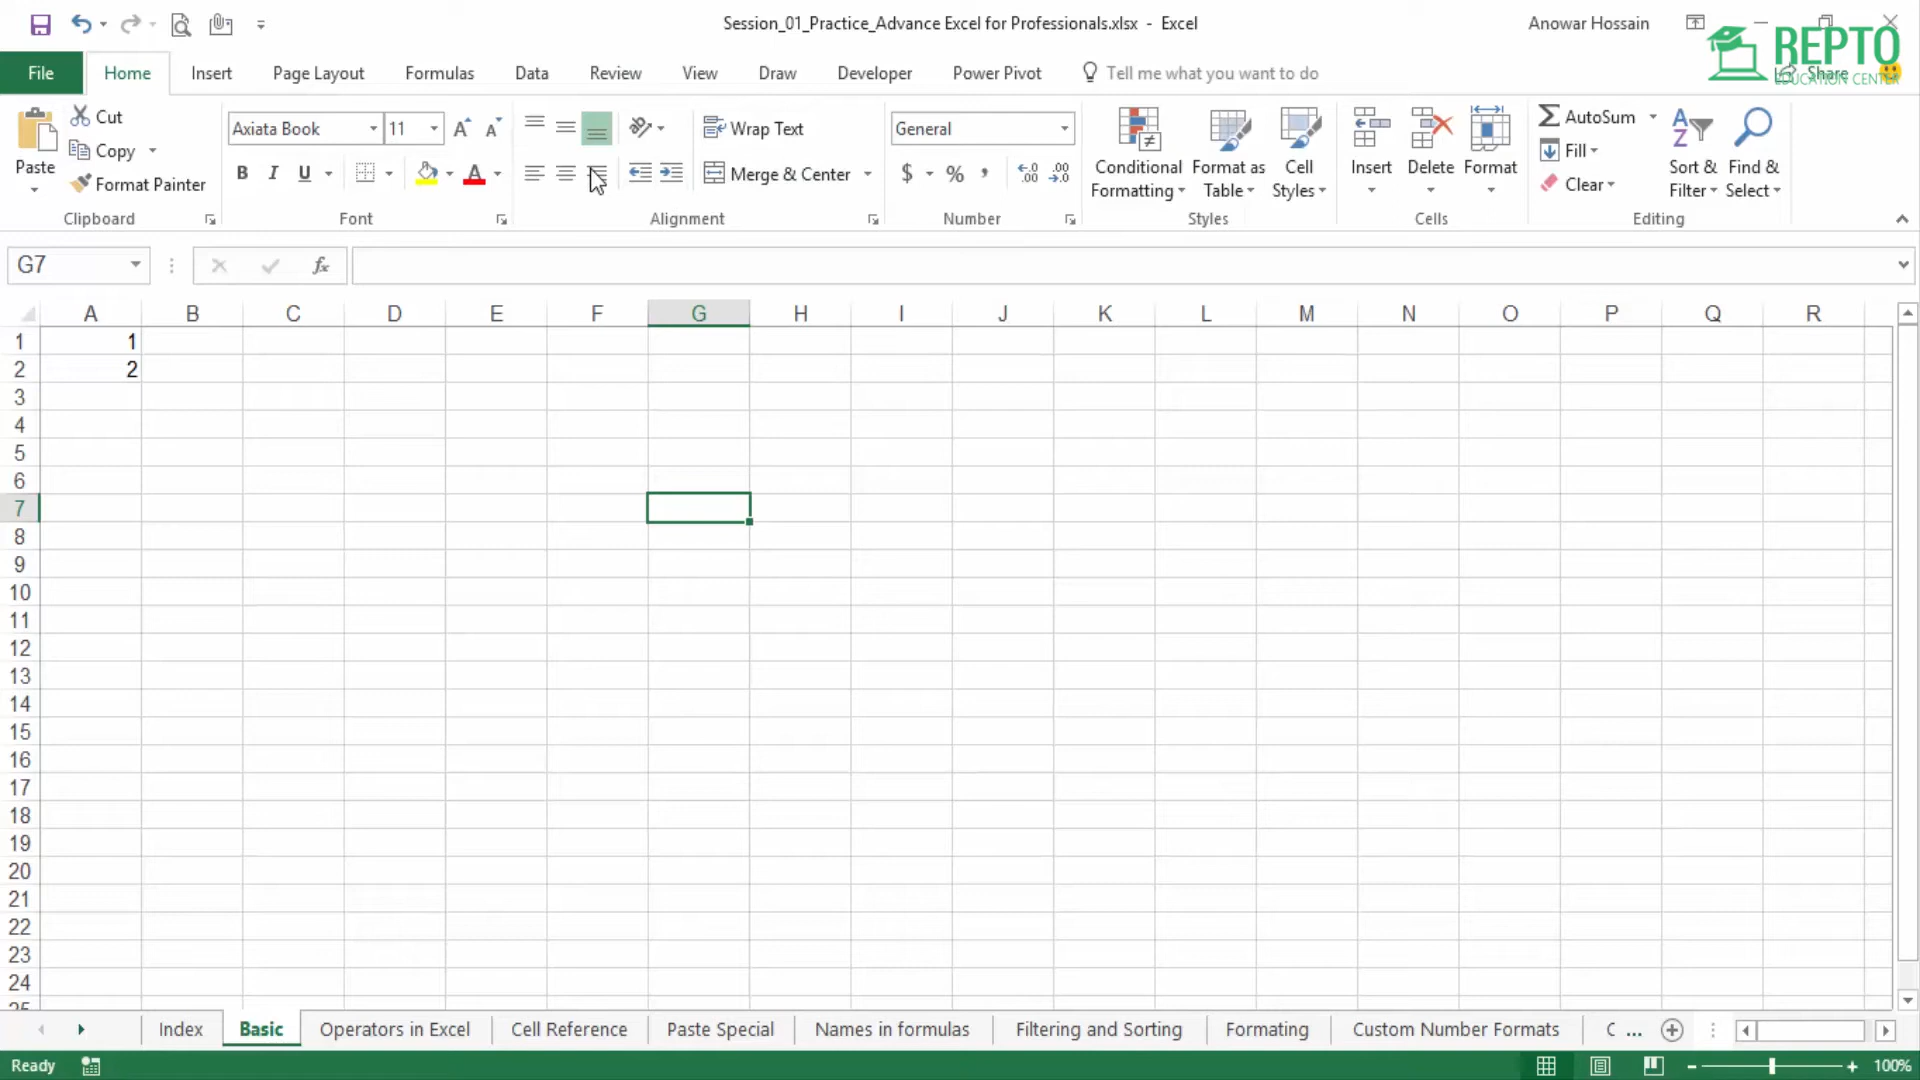 Session_01_Practice_Advance Excel for Professionals.xlsx - Excel
Anowar Hossain
REPTO
EDUCATION CENTER
File Home Insert Page Layout Formulas Data Review View Draw Developer Power Pivot Tell me what you want to do Share
Paste
Cut
Copy
Format Painter
Clipboard
Axiata Book 11
B I U A
Font
Wrap Text
Merge & Center
Alignment
General
$ % ,
Number
Conditional Formatting
Format as Table
Cell Styles
Styles
Insert Delete Format
Cells
AutoSum
Fill
Clear
Sort & Filter
Find & Select
Editing
G7 fx
A B C D E F G H I J K L M N O P Q R
1 1
2 2
3
4
5
6
7
8
9
10
11
12
13
14
15
16
17
18
19
20
21
22
23
24
25
Index Basic Operators in Excel Cell Reference Paste Special Names in formulas Filtering and Sorting Formating Custom Number Formats C ...
Ready 100%